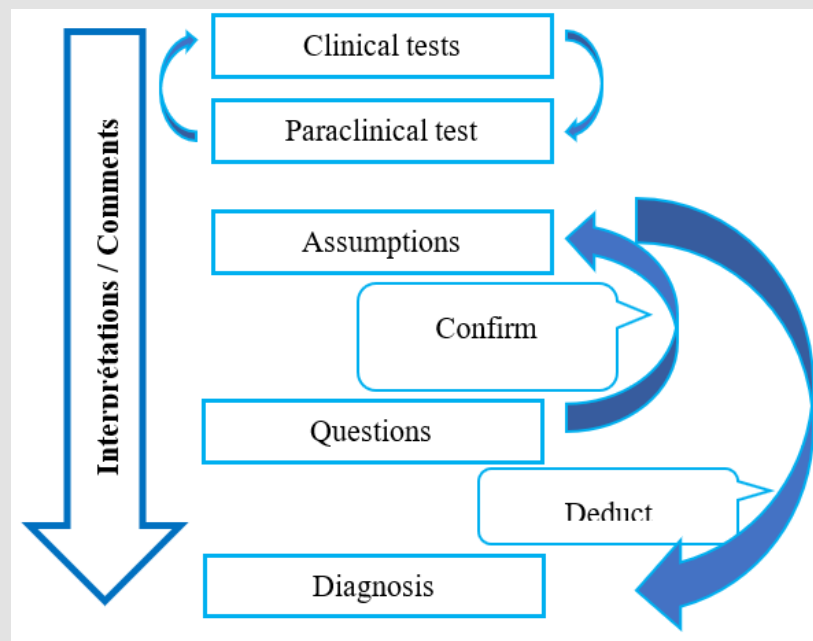 Clinical tests
Paraclinical test
Interprétations / Comments
Assumptions
Confirm
Questions
Deduct
Diagnosis